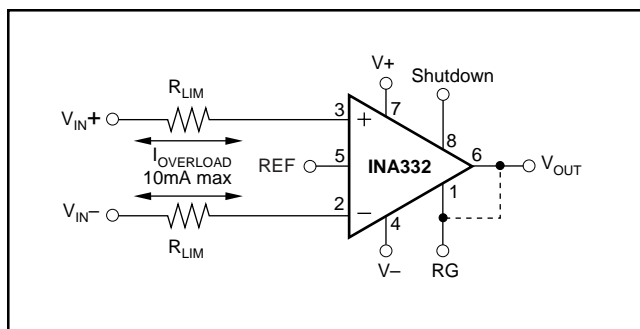 V+
Shutdown
R_LIM
V_IN+
3
+
7
8
I_OVERLOAD
10mA max
REF
5
INA332
6
V_OUT
1
V_IN–
2
–
4
R_LIM
V–
RG